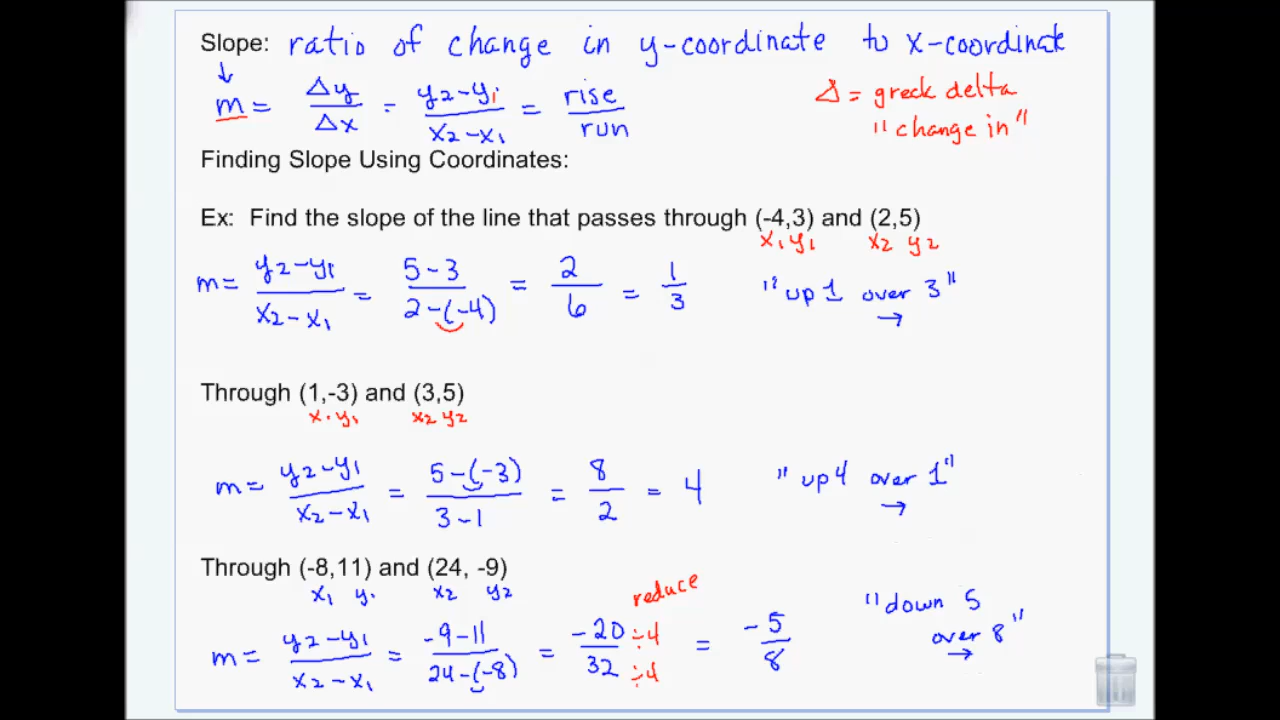 Slope: ratio of change in y-coordinate to x-coordinate
↓
m = Δy/Δx = y2-y1/x2-x1 = rise/run
Δ = greek delta
"change in"
Finding Slope Using Coordinates:
Ex: Find the slope of the line that passes through (-4,3) and (2,5)
x1 y1 x2 y2
m = y2-y1/x2-x1 = 5-3/2-(-4) = 2/6 = 1/3 "up 1 over 3"
→
Through (1,-3) and (3,5)
x1 y1 x2 y2
m = y2-y1/x2-x1 = 5-(-3)/3-1 = 8/2 = 4 "up 4 over 1"
→
Through (-8,11) and (24, -9)
x1 y1 x2 y2
reduce
m = y2-y1/x2-x1 = -9-11/24-(-8) = -20÷4/32÷4 = -5/8
"down 5
over 8"
→